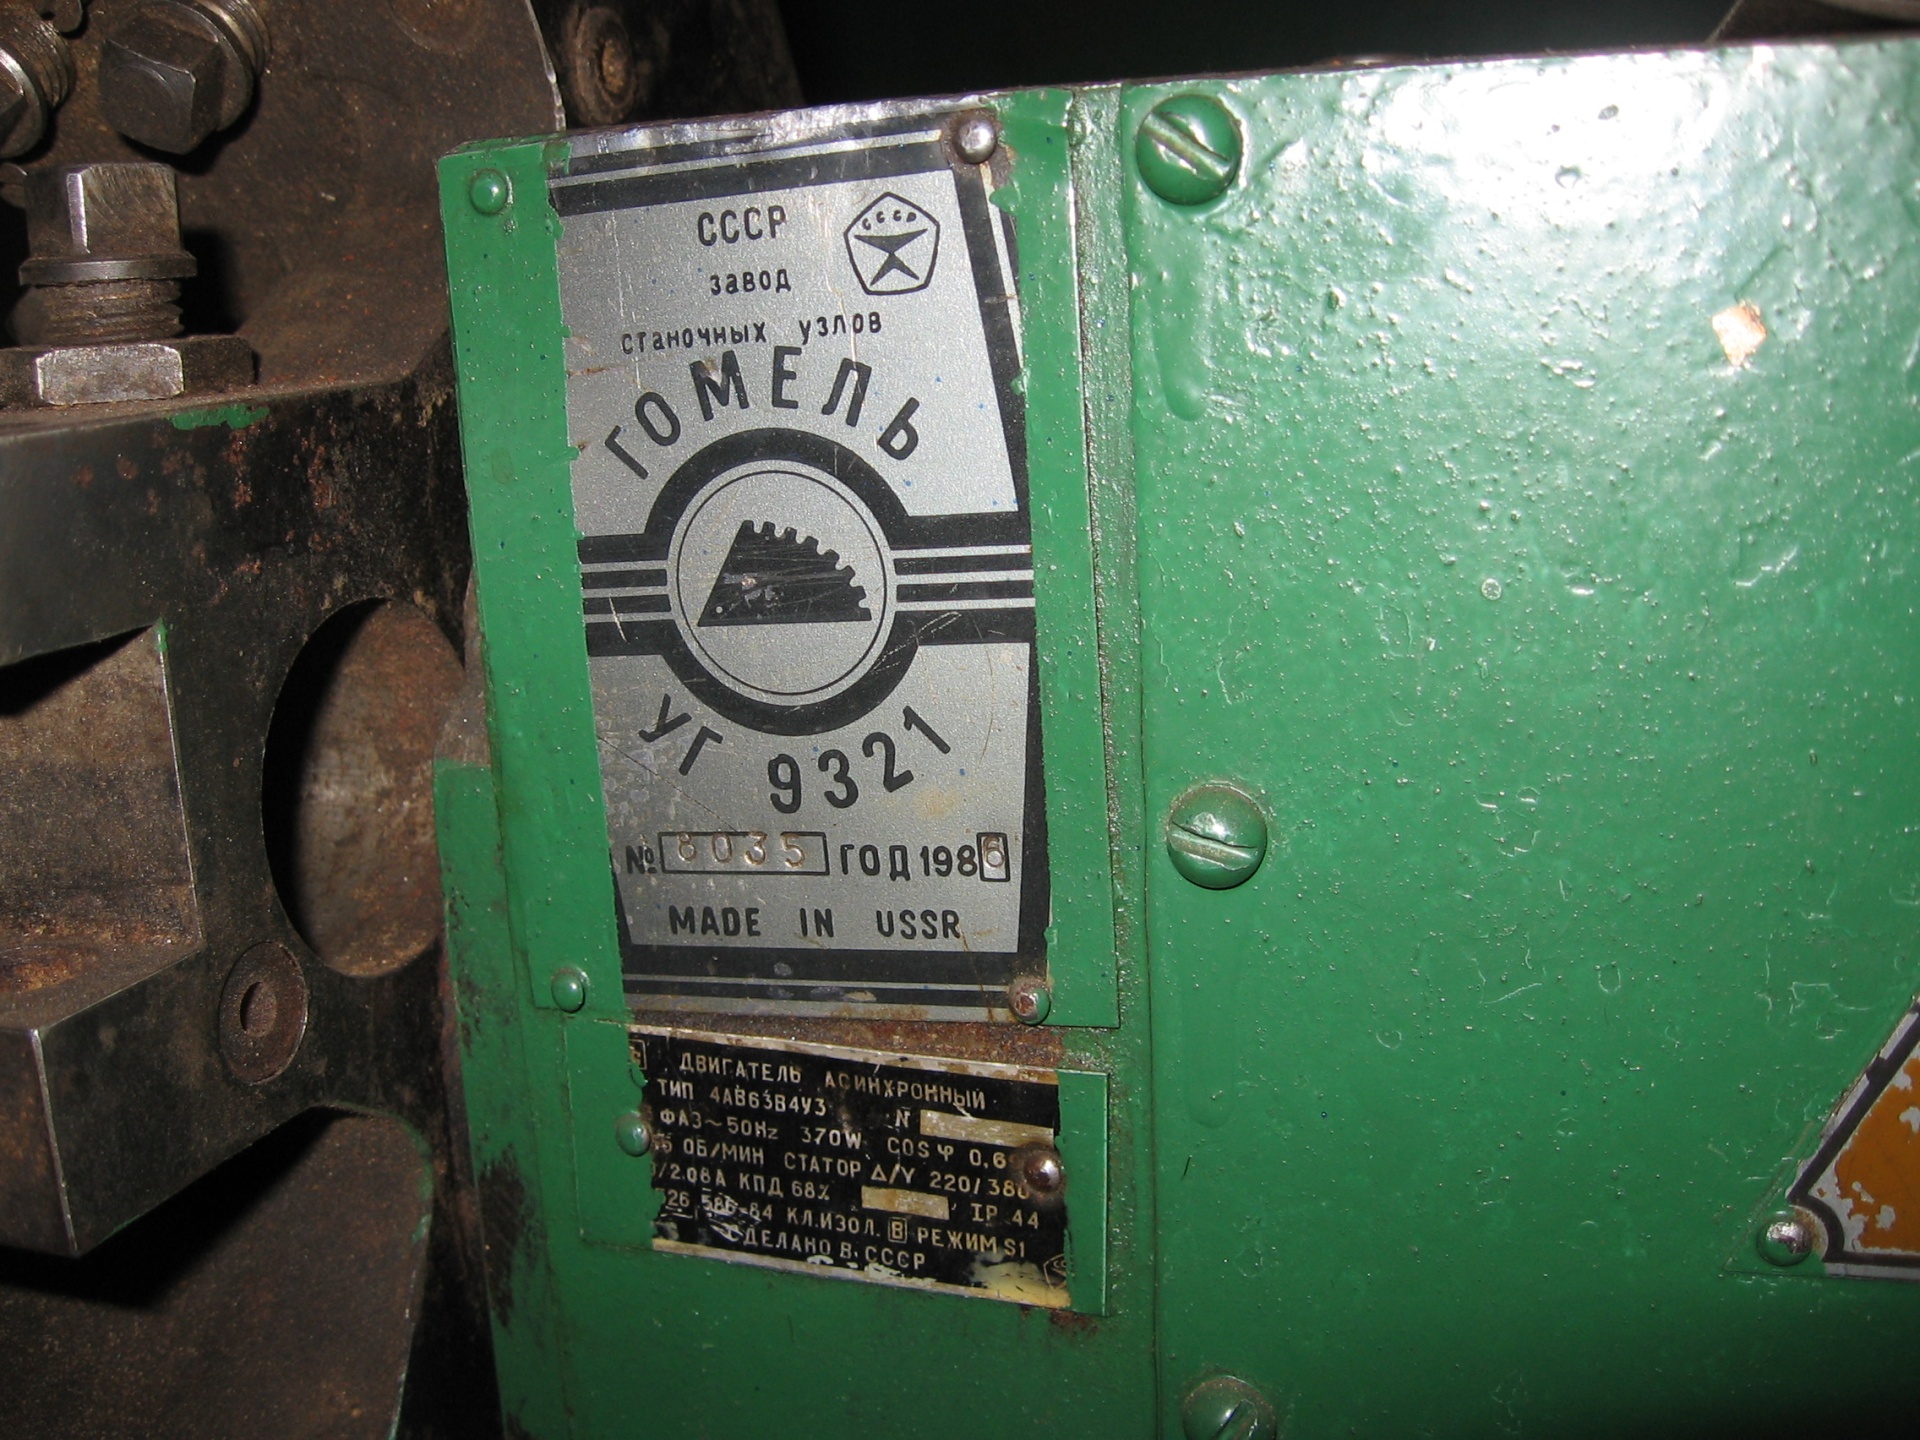 СССР
СССР
завод
станочных узлов
ГОМЕЛЬ
УГ 9321
№ 8035 ГОД 1986
MADE IN USSR
ДВИГАТЕЛЬ АСИНХРОННЫЙ
ТИП 4АВ63В4У3 N
ФАЗ~50Hz 370W COS φ 0,6
ОБ/МИН СТАТОР Δ/Y 220/380
/2.08А КПД 68% IP 44
КЛ.ИЗОЛ. B РЕЖИМ S1
СДЕЛАНО В СССР